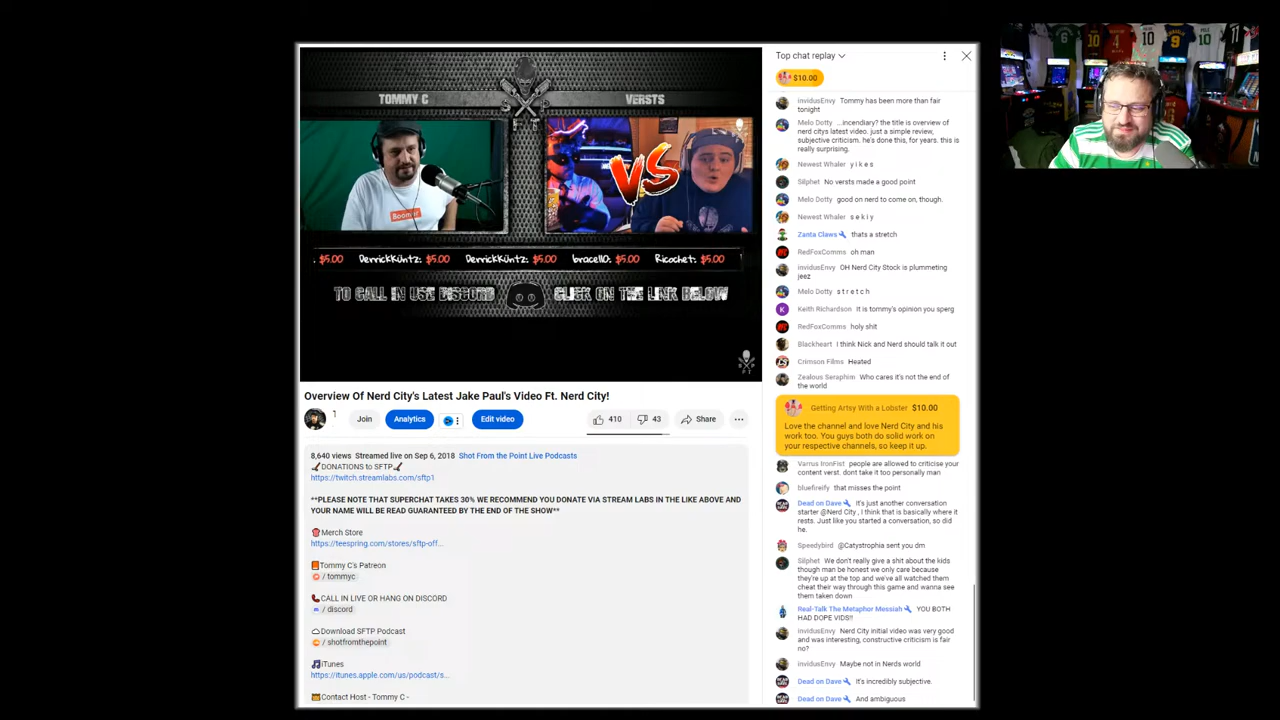 TOMMY C
VERSTS
VS
Boomer
$5.00 DerrickKüntz: $5.00 DerrickKüntz: $5.00 bracello: $5.00 Ricochet: $5.00
TO CALL IN USE DISCORD CLICK ON THE LINK BELOW
Overview Of Nerd City's Latest Jake Paul's Video Ft. Nerd City!
Join
Analytics
Edit video
410
43
Share
8,640 views Streamed live on Sep 6, 2018 Shot From the Point Live Podcasts
DONATIONS to SFTP
https://twitch.streamlabs.com/sftp1
**PLEASE NOTE THAT SUPERCHAT TAKES 30% WE RECOMMEND YOU DONATE VIA STREAM LABS IN THE LIKE ABOVE AND
YOUR NAME WILL BE READ GUARANTEED BY THE END OF THE SHOW**
Merch Store
https://teespring.com/stores/sftp-off...
Tommy C's Patreon
/ tommyc
CALL IN LIVE OR HANG ON DISCORD
/ discord
Download SFTP Podcast
/ shotfromthepoint
iTunes
https://itunes.apple.com/us/podcast/s...
Contact Host - Tommy C -
Top chat replay
$10.00
invidusEnvy Tommy has been more than fair
tonight
Melo Dotty ...incendiary? the title is overview of
nerd citys latest video. just a simple review,
subjective criticism. he's done this, for years. this is
really surprising.
Newest Whaler y i k e s
Silphet No versts made a good point
Melo Dotty good on nerd to come on, though.
Newest Whaler s e k i y
Zanta Claws thats a stretch
RedFoxComms oh man
invidusEnvy OH Nerd City Stock is plummeting
jeez
Melo Dotty s t r e t c h
K Keith Richardson It is tommy's opinion you sperg
RedFoxComms holy shit
Blackheart I think Nick and Nerd should talk it out
Crimson Films Heated
Zealous Seraphim Who cares it's not the end of
the world
Getting Artsy With a Lobster $10.00
Love the channel and love Nerd City and his
work too. You guys both do solid work on
your respective channels, so keep it up.
Varrus IronFist people are allowed to criticise your
content verst. dont take it too personally man
bluefireify that misses the point
Dead on Dave It's just another conversation
starter @Nerd City , I think that is basically where it
rests. Just like you started a conversation, so did
he.
Speedybird @Catystrophia sent you dm
Silphet We don't really give a shit about the kids
though man be honest we only care because
they're up at the top and we've all watched them
cheat their way through this game and wanna see
them taken down
Real-Talk The Metaphor Messiah YOU BOTH
HAD DOPE VIDS!!
invidusEnvy Nerd City initial video was very good
and was interesting, constructive criticism is fair
no?
invidusEnvy Maybe not in Nerds world
Dead on Dave It's incredibly subjective.
Dead on Dave And ambiguous